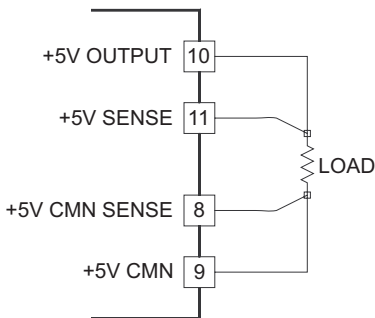 +5V OUTPUT 10
+5V SENSE 11
LOAD
+5V CMN SENSE 8
+5V CMN 9